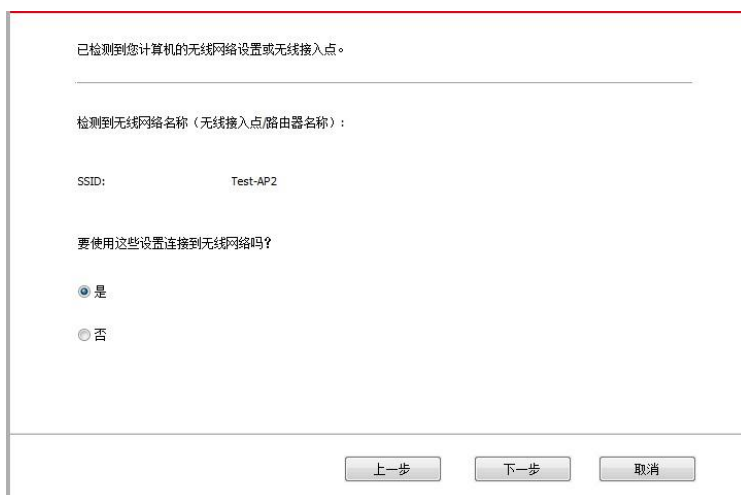 已检测到您计算机的无线网络设置或无线接入点。
检测到无线网络名称（无线接入点/路由器名称）：
SSID: Test-AP2
要使用这些设置连接到无线网络吗?
是
否
上一步 下一步 取消